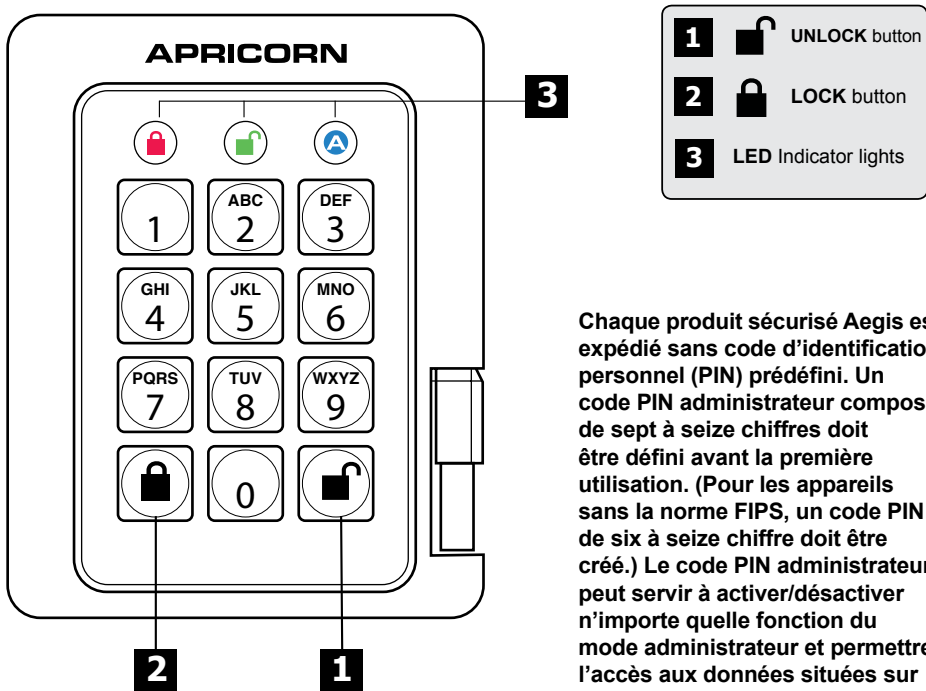 APRICORN
3
1
ABC
2
DEF
3
GHI
4
JKL
5
MNO
6
PQRS
7
TUV
8
WXYZ
9
0
2
1
1 UNLOCK button
2 LOCK button
3 LED Indicator lights
Chaque produit sécurisé Aegis es
expédié sans code d’identificatio
personnel (PIN) prédéfini. Un
code PIN administrateur compos
de sept à seize chiffres doit
être défini avant la première
utilisation. (Pour les appareils
sans la norme FIPS, un code PIN
de six à seize chiffre doit être
créé.) Le code PIN administrateur
peut servir à activer/désactiver
n’importe quelle fonction du
mode administrateur et permettre
l’accès aux données situées sur